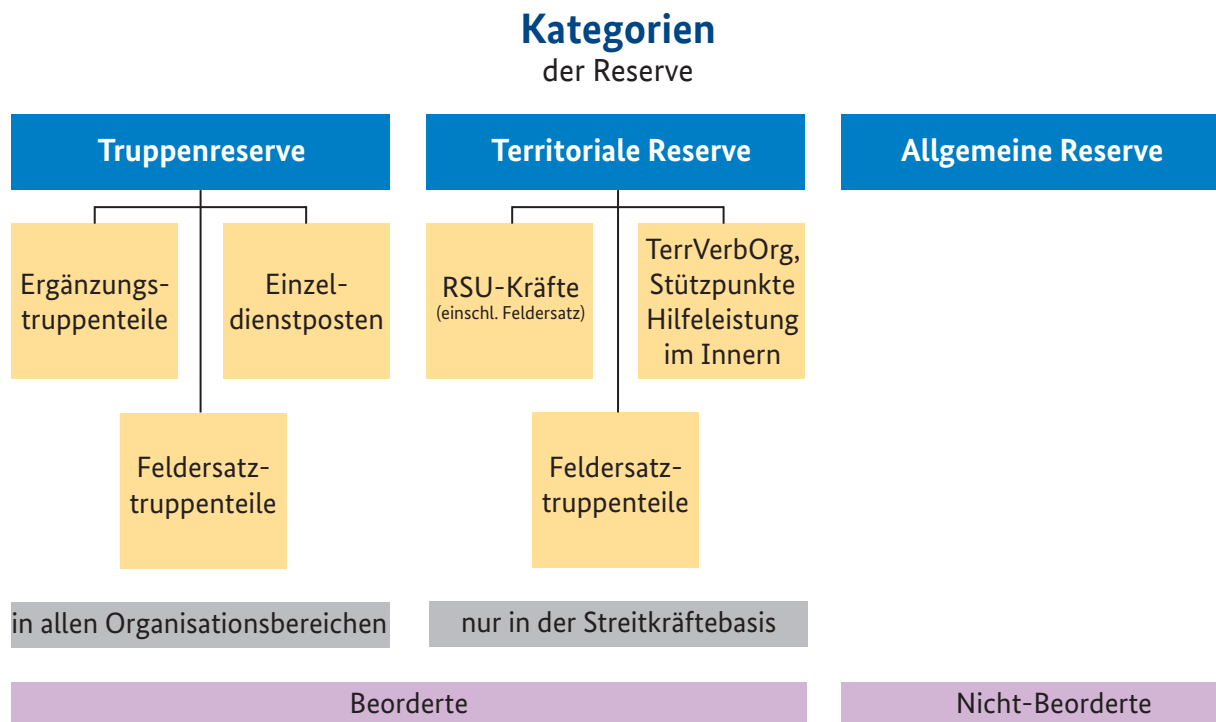 Kategorien
der Reserve
Truppenreserve
Territoriale Reserve
Allgemeine Reserve
Ergänzungs-
truppenteile
Einzel-
dienstposten
Feldersatz-
truppenteile
RSU-Kräfte
(einschl. Feldersatz)
TerrVerbOrg,
Stützpunkte
Hilfeleistung
im Innern
Feldersatz-
truppenteile
in allen Organisationsbereichen
nur in der Streitkräftebasis
Beorderte
Nicht-Beorderte